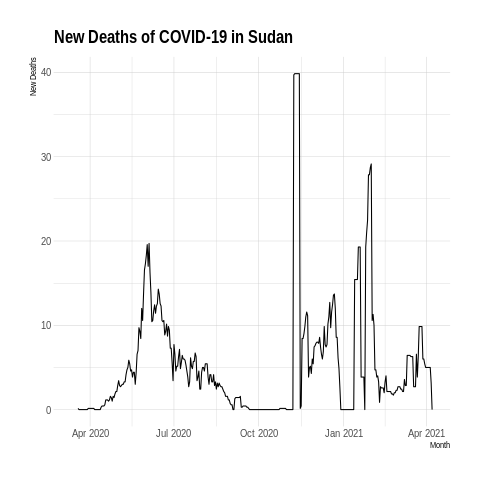 New Deaths of COVID-19 in Sudan
New Deaths
40
30
20
10
0
Apr 2020
Jul 2020
Oct 2020
Jan 2021
Apr 2021
Month